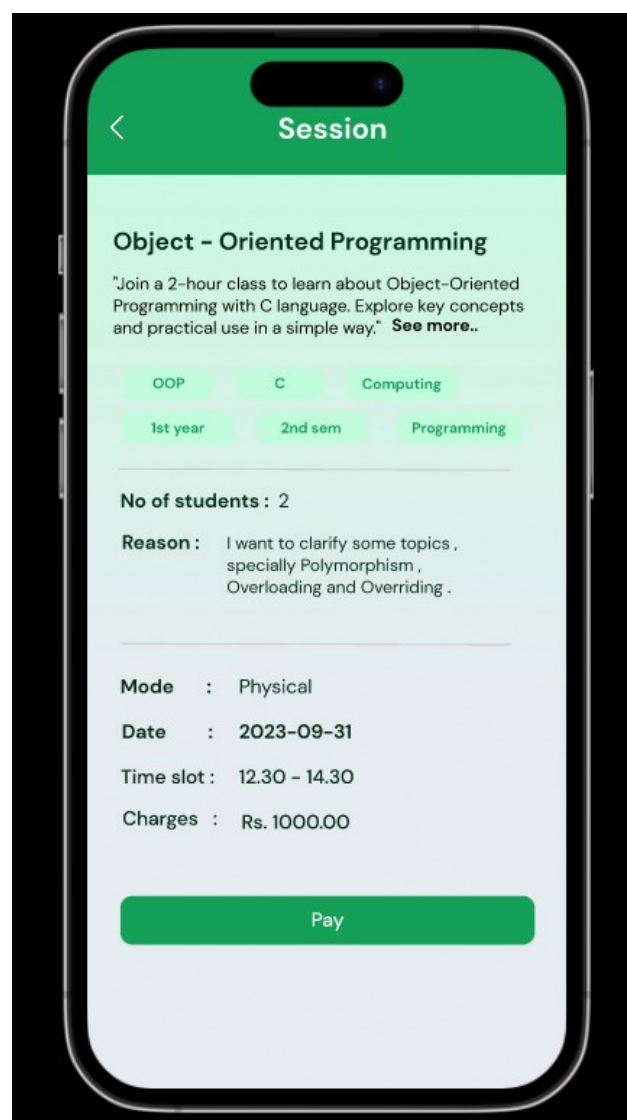 Session
Object - Oriented Programming
"Join a 2-hour class to learn about Object-Oriented
Programming with C language. Explore key concepts
and practical use in a simple way." See more..
OOP C Computing
1st year 2nd sem Programming
No of students : 2
Reason : I want to clarify some topics ,
specially Polymorphism ,
Overloading and Overriding .
Mode : Physical
Date : 2023-09-31
Time slot : 12.30 - 14.30
Charges : Rs. 1000.00
Pay